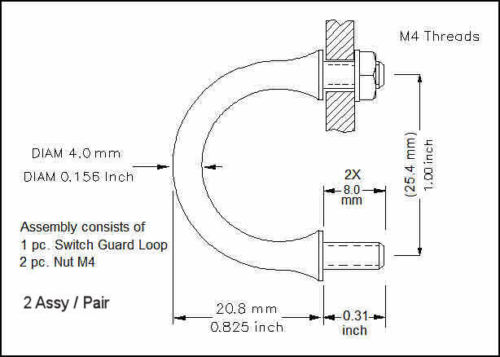 M4 Threads
DIAM 4.0 mm
DIAM 0.156 Inch
(25.4 mm)
1.00 inch
2X
8.0
mm
Assembly consists of
1 pc. Switch Guard Loop
2 pc. Nut M4
2 Assy / Pair
20.8 mm
0.825 inch
0.31
inch